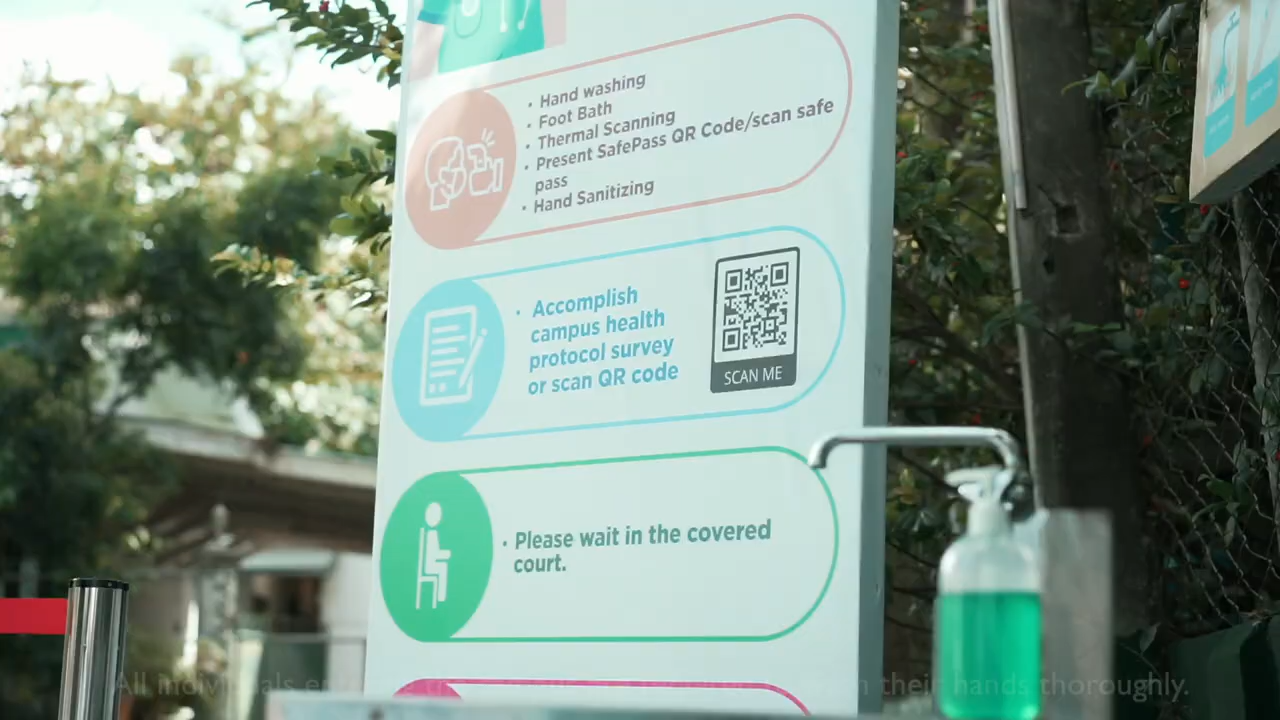 • Hand washing
• Foot Bath
• Thermal Scanning
• Present SafePass QR Code/scan safe
pass
• Hand Sanitizing
• Accomplish
campus health
protocol survey
or scan QR code
SCAN ME
• Please wait in the covered
court.
All individuals their hands thoroughly.